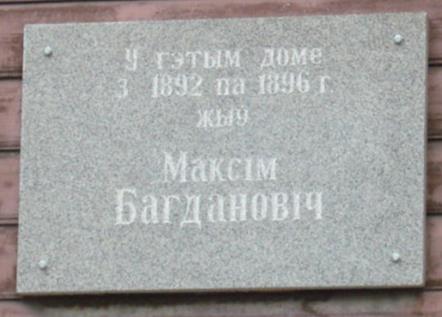 У гэтым доме
з 1892 па 1896 г.
жыў
Максім
Багдановіч